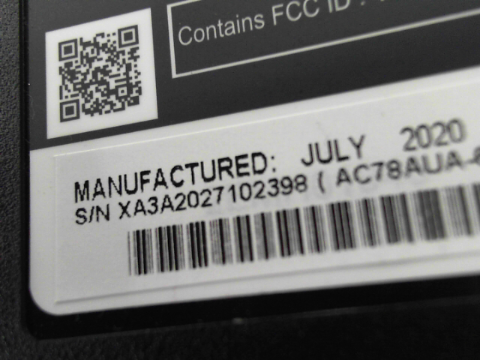 Contains FCC ID :
MANUFACTURED: JULY 2020
S/N XA3A2027102398 ( AC78AUA-